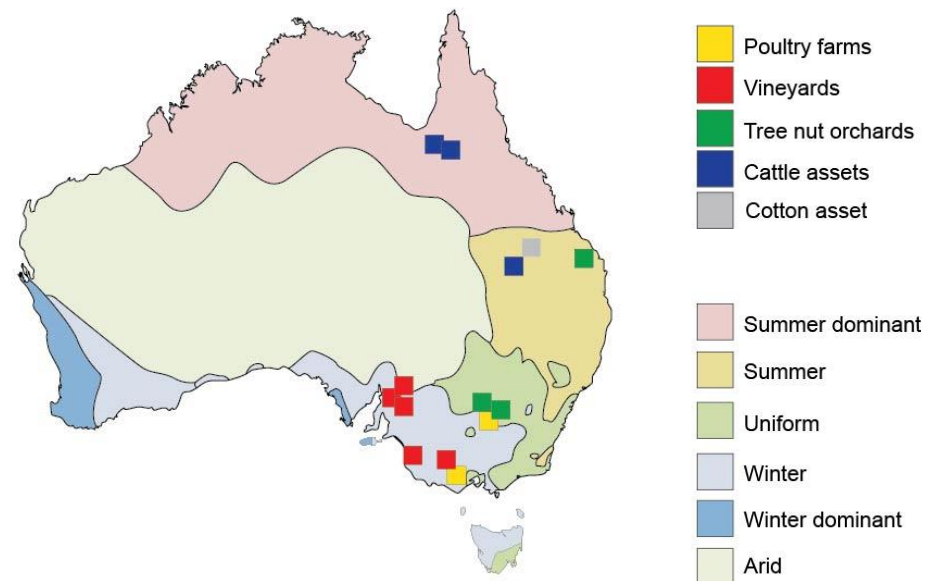 Poultry farms
Vineyards
Tree nut orchards
Cattle assets
Cotton asset
Summer dominant
Summer
Uniform
Winter
Winter dominant
Arid